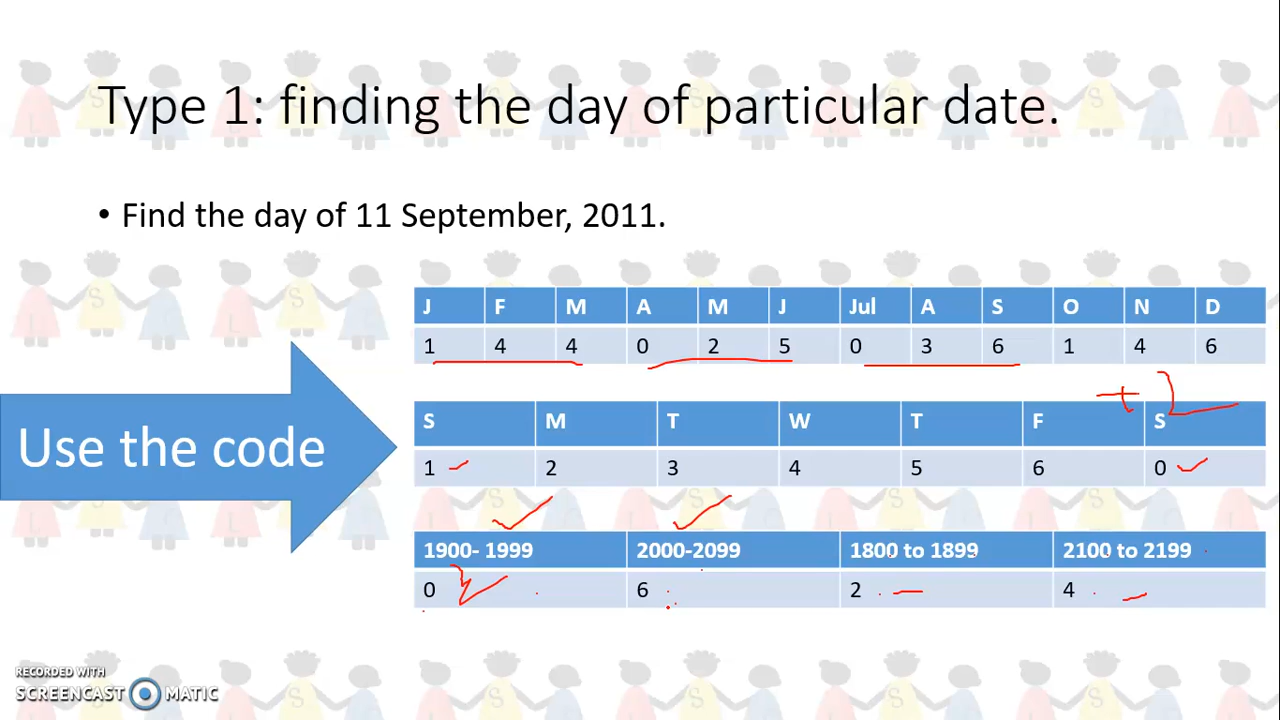 Type 1: finding the day of particular date.
• Find the day of 11 September, 2011.
Use the code
J F M A M J Jul A S O N D
1 4 4 0 2 5 0 3 6 1 4 6
+2
S M T W T F S
1 2 3 4 5 6 0
1900- 1999 2000-2099 1800 to 1899 2100 to 2199
0 6 2 4
RECORDED WITH
SCREENCAST MATIC